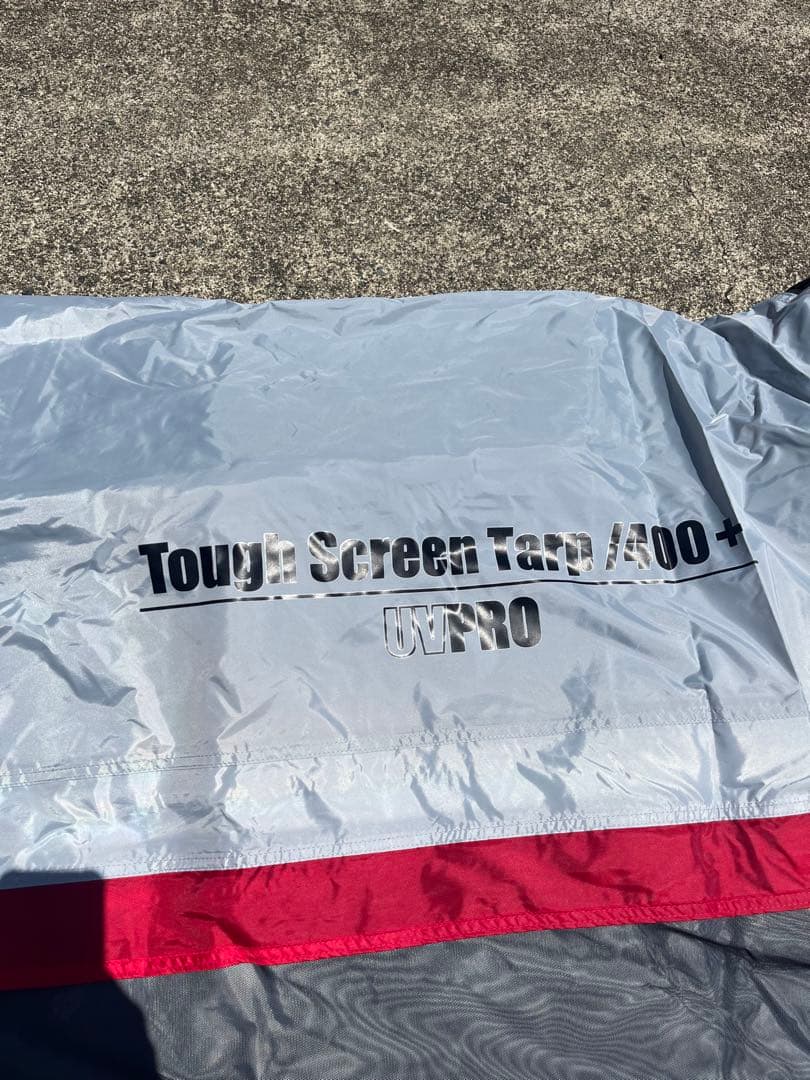 Tough Screen Tarp /400 +
UVPRO